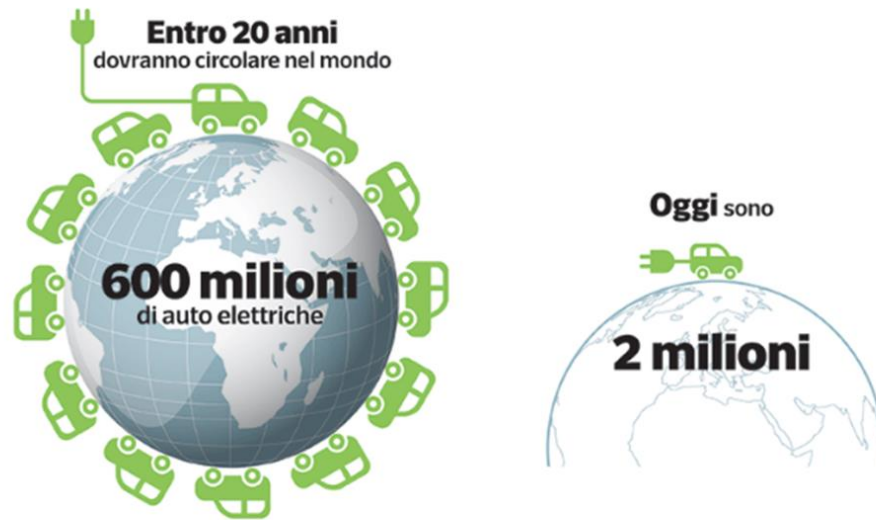 Entro 20 anni
dovranno circolare nel mondo
600 milioni
di auto elettriche
Oggi sono
2 milioni